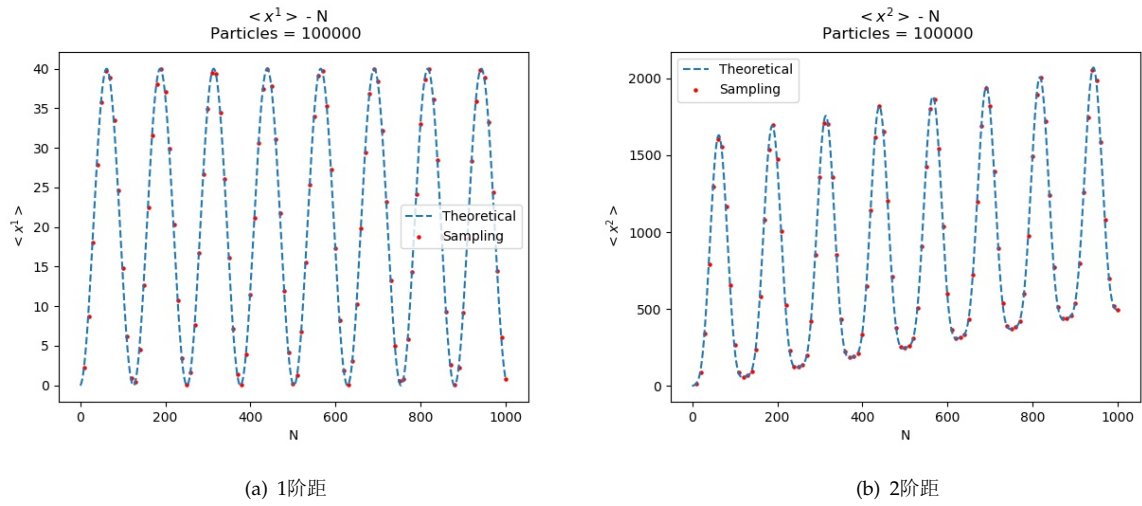 < x¹ > - N
Particles = 100000
< x¹ >
40
35
30
25
20
15
10
5
0
Theoretical
Sampling
0 200 400 600 800 1000
N
(a) 1阶距
< x² > - N
Particles = 100000
< x² >
2000
1500
1000
500
0
Theoretical
Sampling
0 200 400 600 800 1000
N
(b) 2阶距